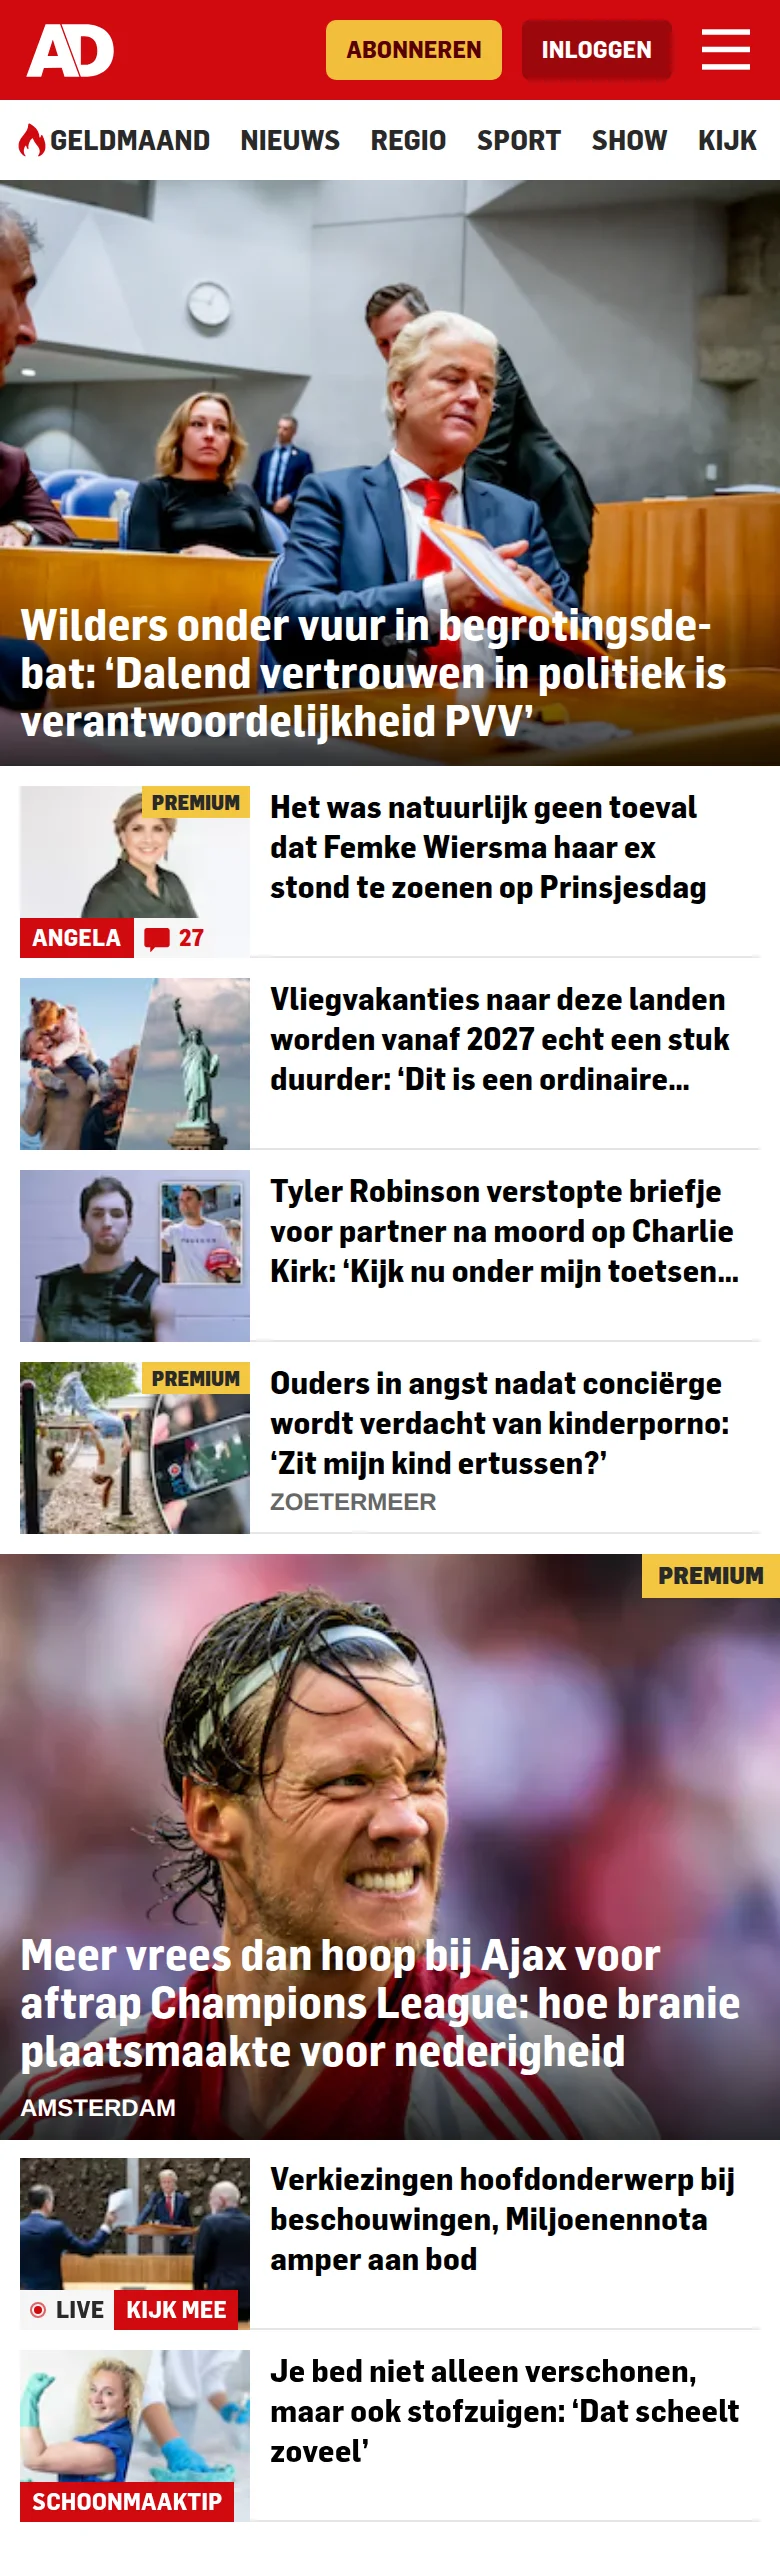 AD
ABONNEREN
INLOGGEN
GELDMAAND NIEUWS REGIO SPORT SHOW KIJK
Wilders onder vuur in begrotingsde-
bat: ‘Dalend vertrouwen in politiek is
verantwoordelijkheid PVV’
PREMIUM
ANGELA
27
Het was natuurlijk geen toeval
dat Femke Wiersma haar ex
stond te zoenen op Prinsjesdag
Vliegvakanties naar deze landen
worden vanaf 2027 echt een stuk
duurder: ‘Dit is een ordinaire...
Tyler Robinson verstopte briefje
voor partner na moord op Charlie
Kirk: ‘Kijk nu onder mijn toetsen...
PREMIUM
Ouders in angst nadat conciërge
wordt verdacht van kinderporno:
‘Zit mijn kind ertussen?’
ZOETERMEER
PREMIUM
Meer vrees dan hoop bij Ajax voor
aftrap Champions League: hoe branie
plaatsmaakte voor nederigheid
AMSTERDAM
LIVE
KIJK MEE
Verkiezingen hoofdonderwerp bij
beschouwingen, Miljoenennota
amper aan bod
SCHOONMAAKTIP
Je bed niet alleen verschonen,
maar ook stofzuigen: ‘Dat scheelt
zoveel’